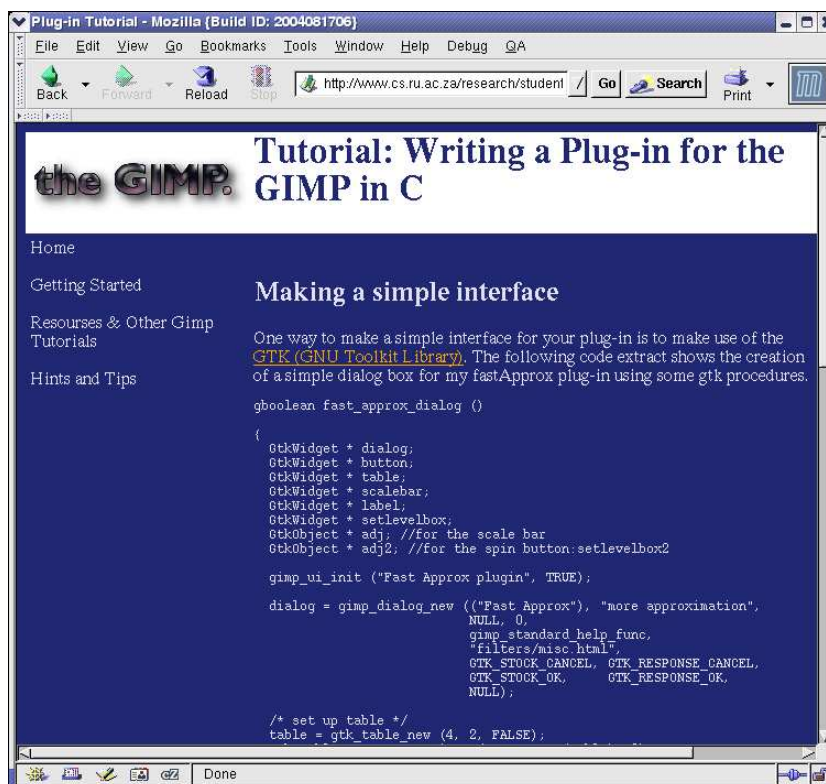 Plug-in Tutorial - Mozilla {Build ID: 2004081706}
File Edit View Go Bookmarks Tools Window Help Debug QA
Back Forward Reload Stop http://www.cs.ru.ac.za/research/student Go Search Print
the GIMP.
Tutorial: Writing a Plug-in for the
GIMP in C
Home
Getting Started
Resourses & Other Gimp
Tutorials
Hints and Tips
Making a simple interface
One way to make a simple interface for your plug-in is to make use of the
GTK (GNU Toolkit Library). The following code extract shows the creation
of a simple dialog box for my fastApprox plug-in using some gtk procedures.
gboolean fast_approx_dialog ()
{
GtkWidget * dialog;
GtkWidget * button;
GtkWidget * table;
GtkWidget * scalebar;
GtkWidget * label;
GtkWidget * setlevelbox;
GtkObject * adj; //for the scale bar
GtkObject * adj2; //for the spin button:setlevelbox2
gimp_ui_init ("Fast Approx plugin", TRUE);
dialog = gimp_dialog_new (("Fast Approx"), "more approximation",
NULL, 0,
gimp_standard_help_func,
"filters/misc.html",
GTK_STOCK_CANCEL, GTK_RESPONSE_CANCEL,
GTK_STOCK_OK, GTK_RESPONSE_OK,
NULL);
/* set up table */
table = gtk_table_new (4, 2, FALSE);
Done